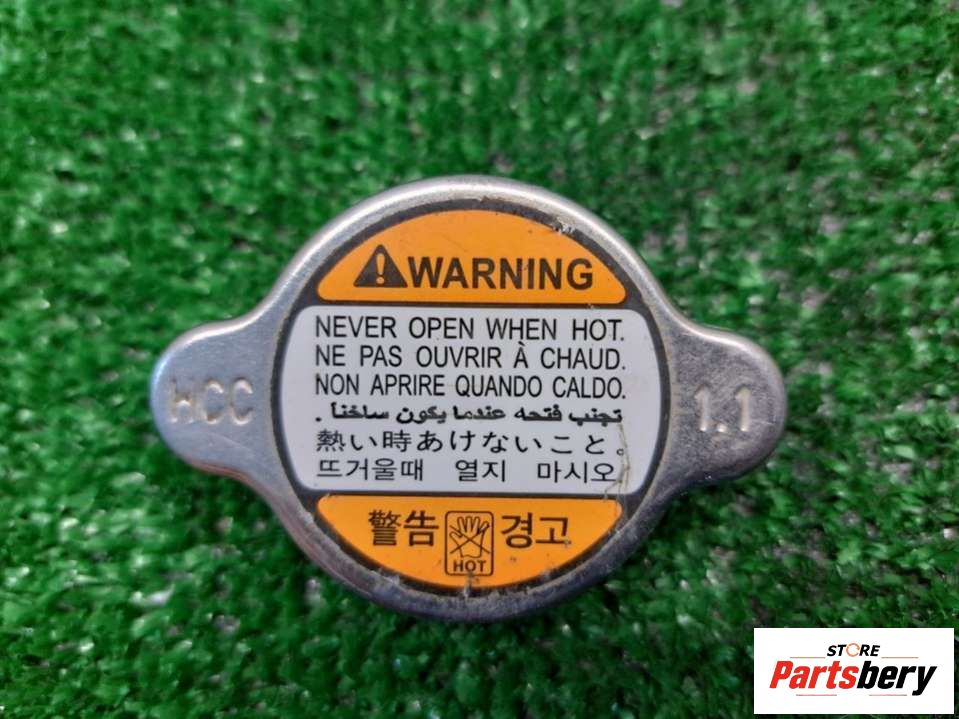 WARNING
NEVER OPEN WHEN HOT.
NE PAS OUVRIR À CHAUD.
NON APRIRE QUANDO CALDO.
تجنب فتحه عندما يكون ساخناً .
熱い時あけないこと。
뜨거울때 열지 마시오
警告 HOT 경고
HCC
1.1
STORE
Partsbery